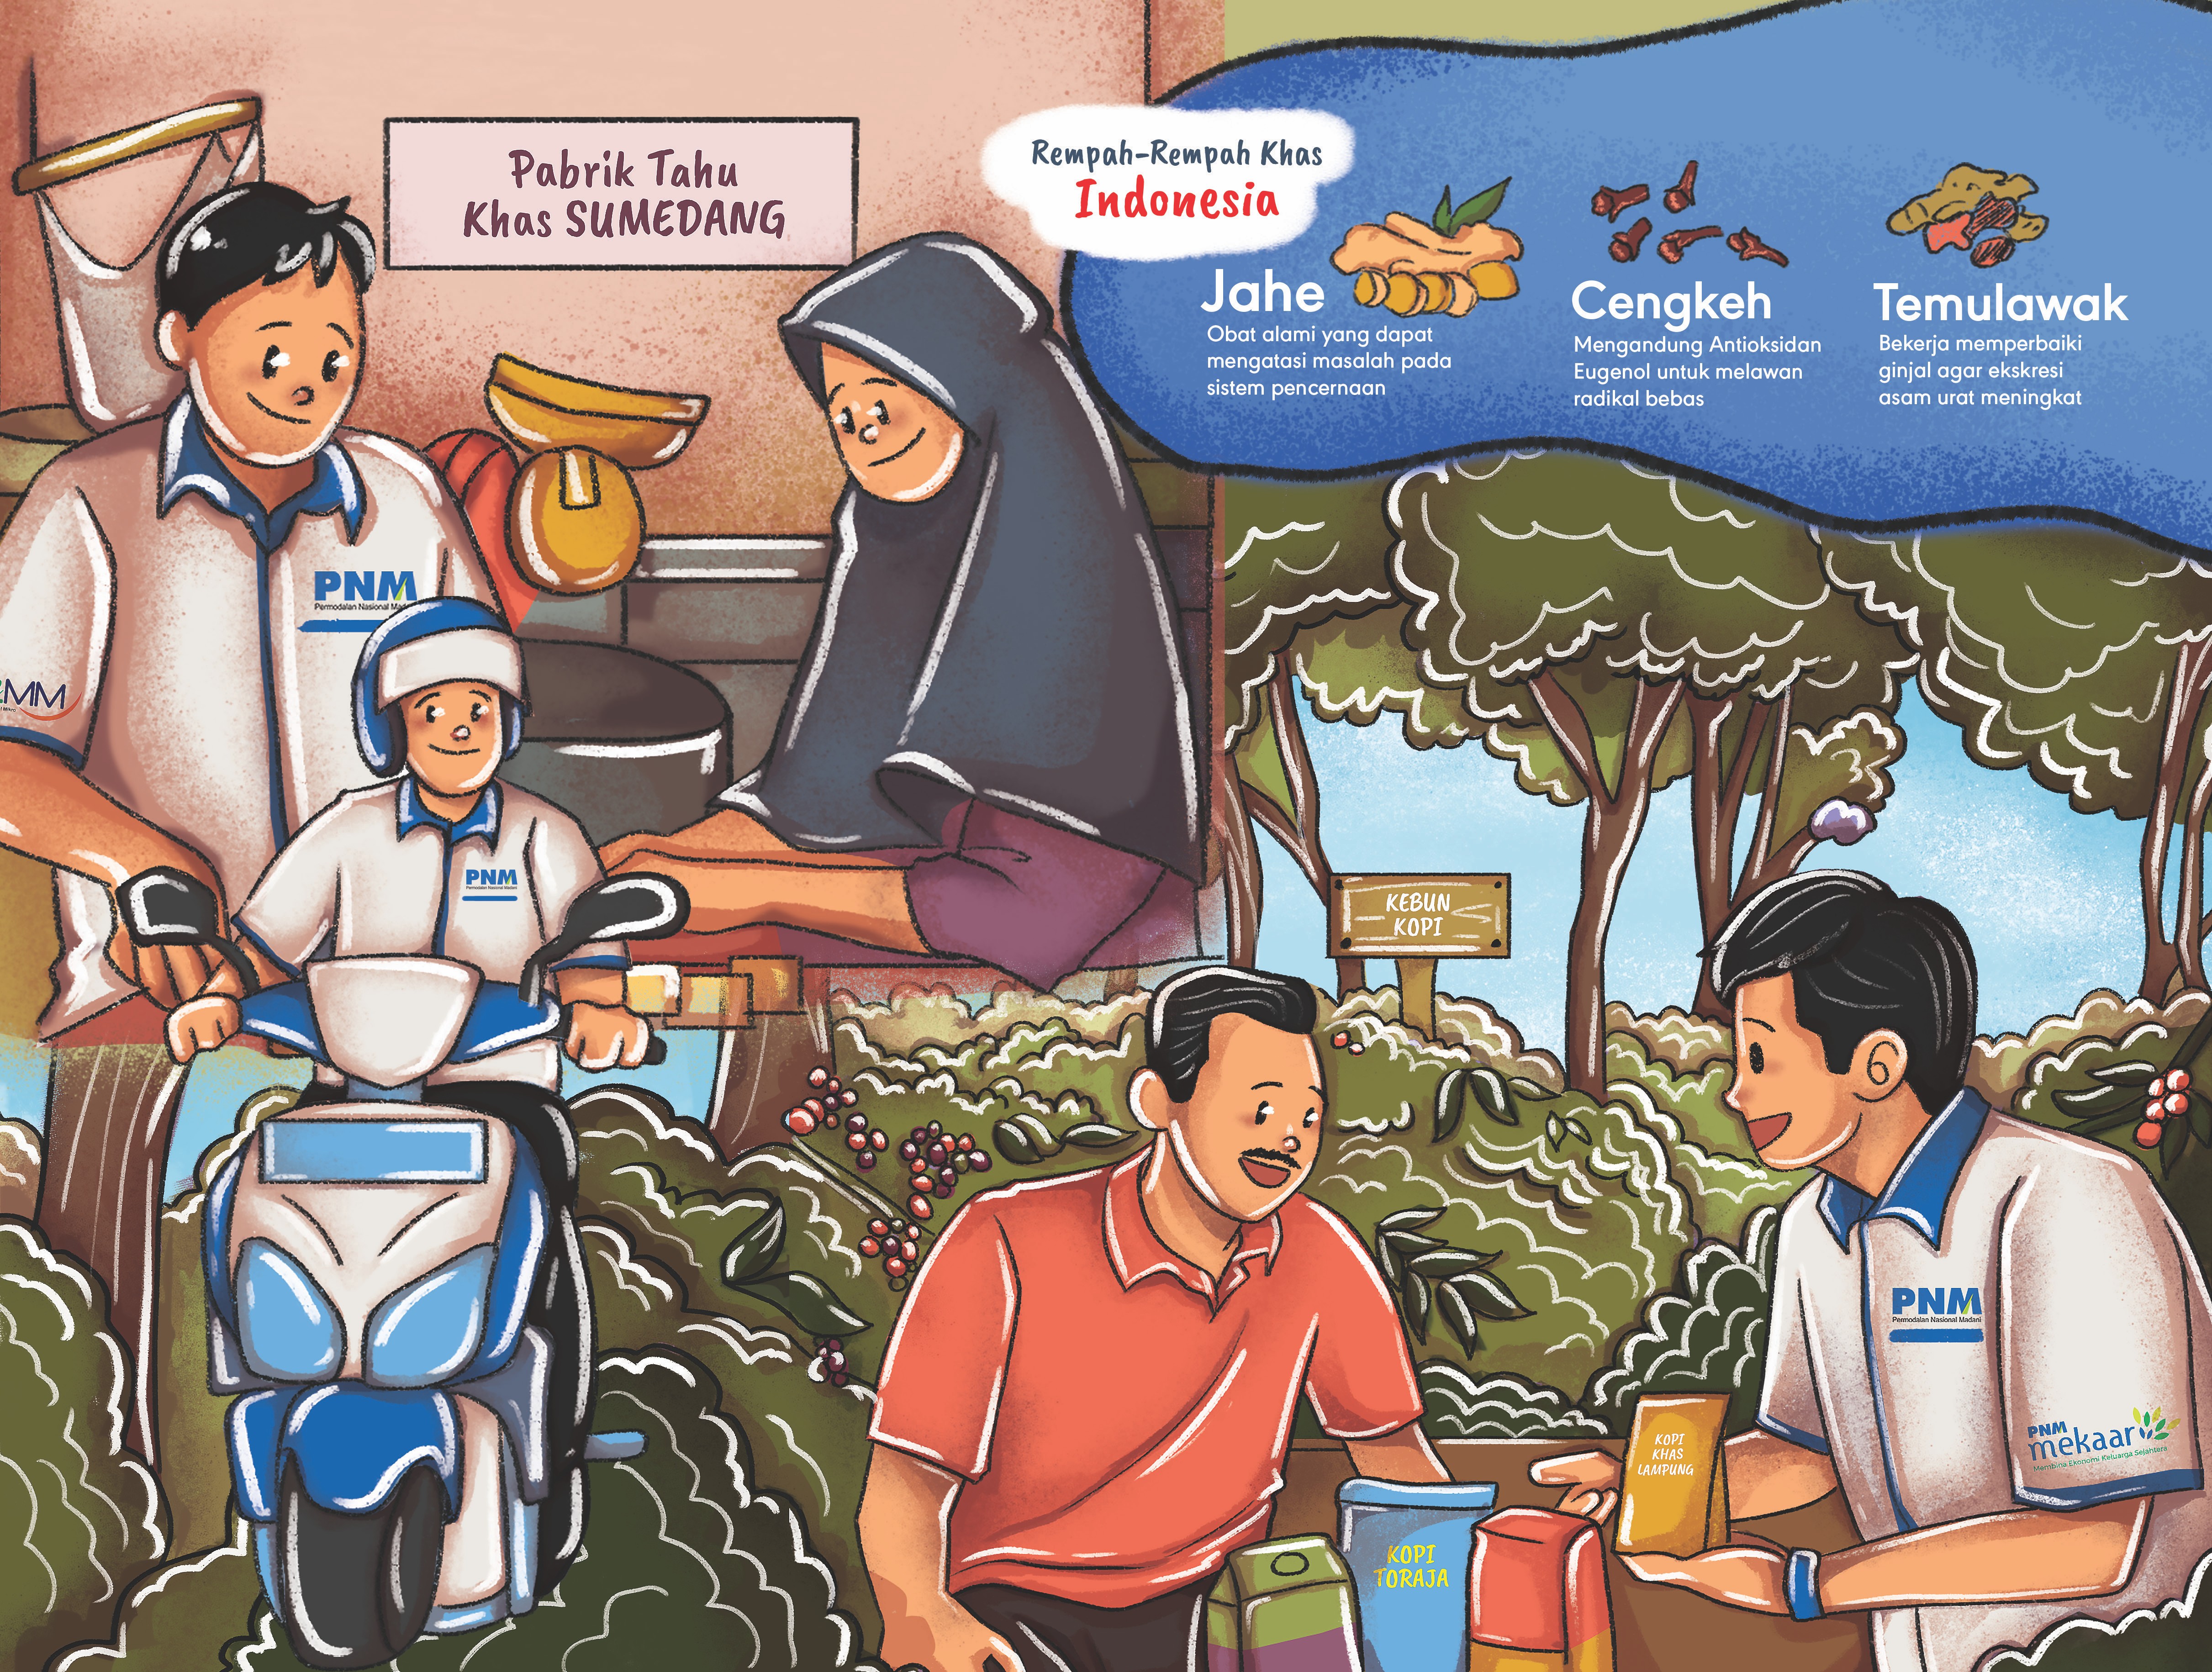 Pabrik Tahu
Khas SUMEDANG
Rempah-Rempah Khas
Indonesia
Jahe
Obat alami yang dapat
mengatasi masalah pada
sistem pencernaan
Cengkeh
Mengandung Antioksidan
Eugenol untuk melawan
radikal bebas
Temulawak
Bekerja memperbaiki
ginjal agar ekskresi
asam urat meningkat
PNM
Permodalan Nasional
MM
PNM
Permodalan Nasional Madani
KEBUN
KOPI
PNM
Permodalan Nasional Madani
PNM
mekaar
Membina Ekonomi Keluarga Sejahtera
KOPI
KHAS
LAMPUNG
KOPI
TORAJA